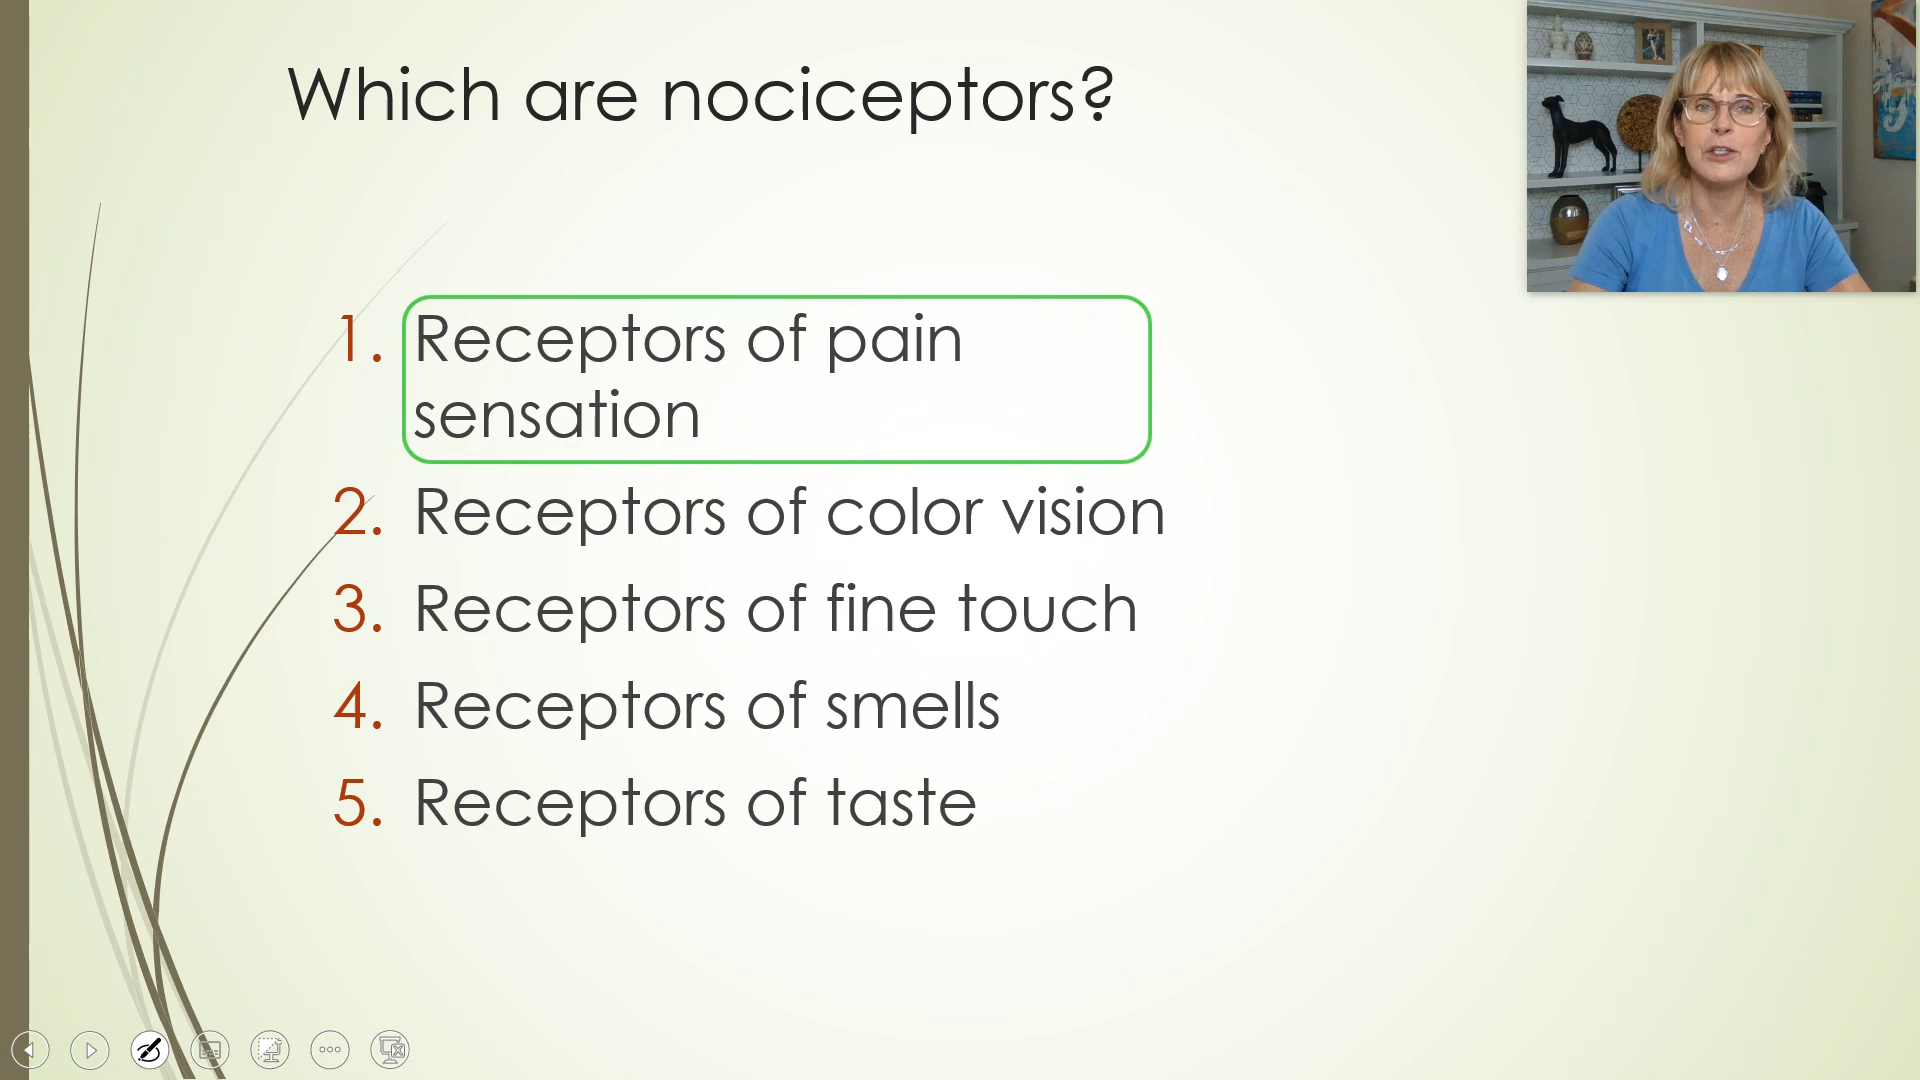 Which are nociceptors?
1. Receptors of pain
sensation
2. Receptors of color vision
3. Receptors of fine touch
4. Receptors of smells
5. Receptors of taste